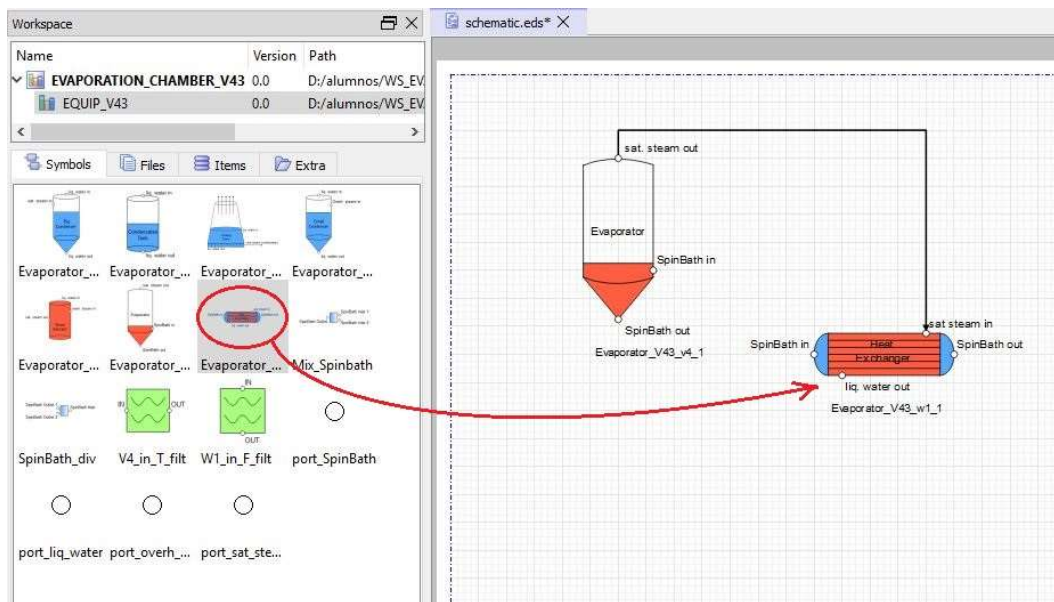 Workspace
Name Version Path
EVAPORATION_CHAMBER_V43 0.0 D:/alumnos/WS_EV
EQUIP_V43 0.0 D:/alumnos/WS_EV
Symbols Files Items Extra
Evaporator_... Evaporator_... Evaporator_... Evaporator_...
Evaporator
Evaporator_... Evaporator_... Evaporator_... Mix_Spinbath
IN OUT
IN
OUT
SpinBath_div V4_in_T_filt W1_in_F_filt port_SpinBath
port_liq_water port_overh_... port_sat_ste...
schematic.eds*
sat. steam out
Evaporator
SpinBath in
SpinBath out
Evaporator_V43_v4_1
sat steam in
SpinBath in
Heat
Exchanger
SpinBath out
liq. water out
Evaporator_V43_w1_1